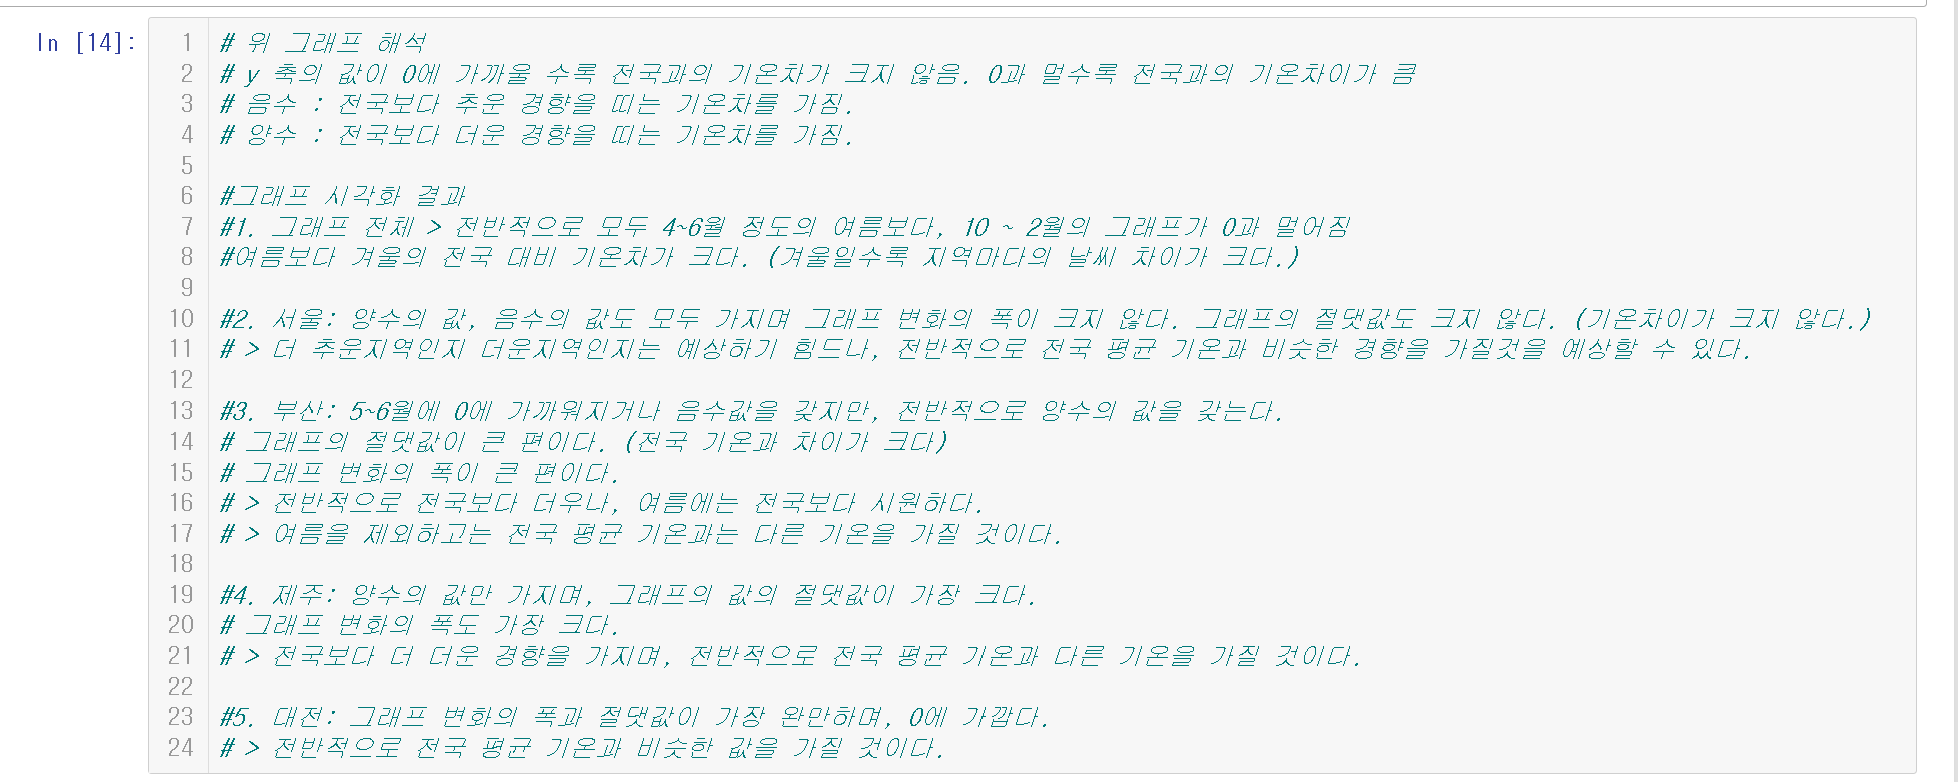 In [14]:
1 # 위 그래프 해석
2 # y 축의 값이 0에 가까울 수록 전국과의 기온차가 크지 않음. 0과 멀수록 전국과의 기온차이가 큼
3 # 음수 : 전국보다 추운 경향을 띠는 기온차를 가짐.
4 # 양수 : 전국보다 더운 경향을 띠는 기온차를 가짐.
5
6 #그래프 시각화 결과
7 #1. 그래프 전체 > 전반적으로 모두 4~6월 정도의 여름보다, 10 ~ 2월의 그래프가 0과 멀어짐
8 #여름보다 겨울의 전국 대비 기온차가 크다. (겨울일수록 지역마다의 날씨 차이가 크다.)
9
10 #2. 서울: 양수의 값, 음수의 값도 모두 가지며 그래프 변화의 폭이 크지 않다. 그래프의 절댓값도 크지 않다. (기온차이가 크지 않다.)
11 # > 더 추운지역인지 더운지역인지는 예상하기 힘드나, 전반적으로 전국 평균 기온과 비슷한 경향을 가질것을 예상할 수 있다.
12
13 #3. 부산: 5~6월에 0에 가까워지거나 음수값을 갖지만, 전반적으로 양수의 값을 갖는다.
14 # 그래프의 절댓값이 큰 편이다. (전국 기온과 차이가 크다)
15 # 그래프 변화의 폭이 큰 편이다.
16 # > 전반적으로 전국보다 더우나, 여름에는 전국보다 시원하다.
17 # > 여름을 제외하고는 전국 평균 기온과는 다른 기온을 가질 것이다.
18
19 #4. 제주: 양수의 값만 가지며, 그래프의 값의 절댓값이 가장 크다.
20 # 그래프 변화의 폭도 가장 크다.
21 # > 전국보다 더 더운 경향을 가지며, 전반적으로 전국 평균 기온과 다른 기온을 가질 것이다.
22
23 #5. 대전: 그래프 변화의 폭과 절댓값이 가장 완만하며, 0에 가깝다.
24 # > 전반적으로 전국 평균 기온과 비슷한 값을 가질 것이다.